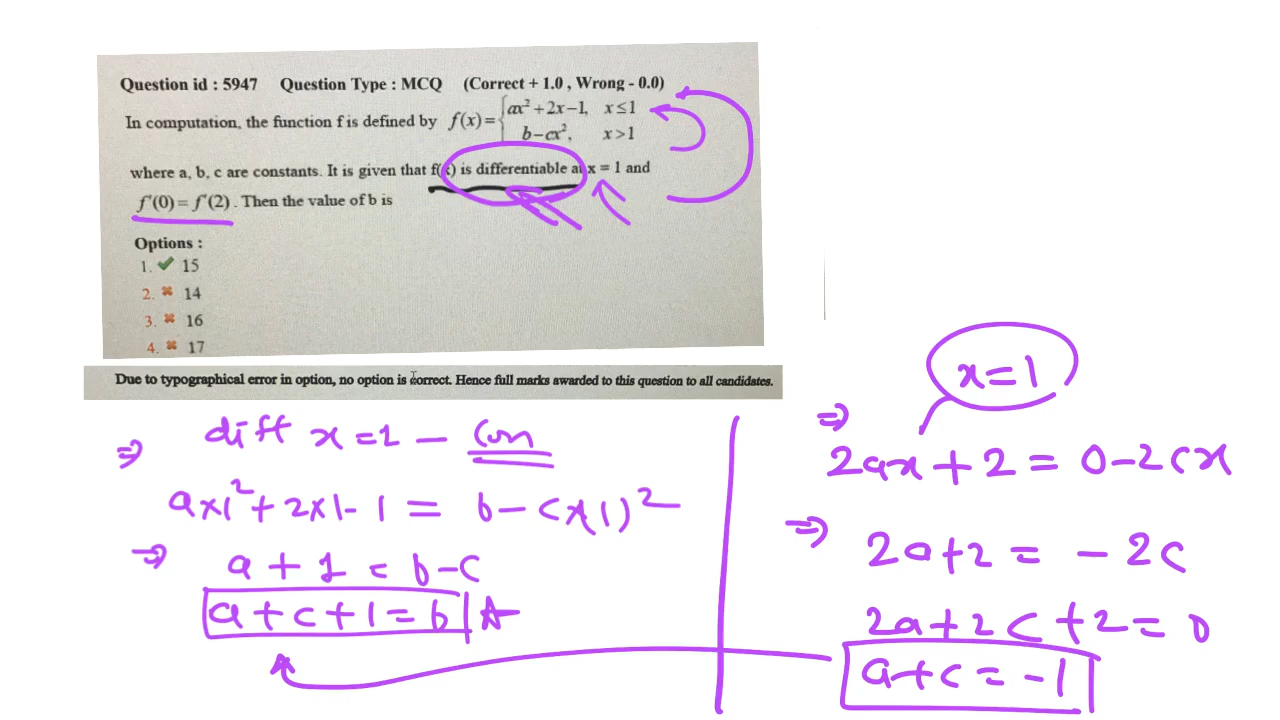 Question id : 5947 Question Type : MCQ (Correct + 1.0 , Wrong - 0.0)
In computation, the function f is defined by f(x)={ax²+2x−1, x≤1
b−cx², x>1
where a, b, c are constants. It is given that f(x) is differentiable at x = 1 and
f'(0)= f'(2). Then the value of b is
Options :
1. ✔ 15
2. ✖ 14
3. ✖ 16
4. ✖ 17
Due to typographical error in option, no option is correct. Hence full marks awarded to this question to all candidates.
⇒ diff x=1 – Con
a×1²+2×1-1 = b-c×(1)²
⇒ a+1 = b-c
a+c+1=b
x=1
⇒ 2ax+2 = 0-2cx
⇒ 2a+2 = -2c
2a+2c+2=0
a+c=-1